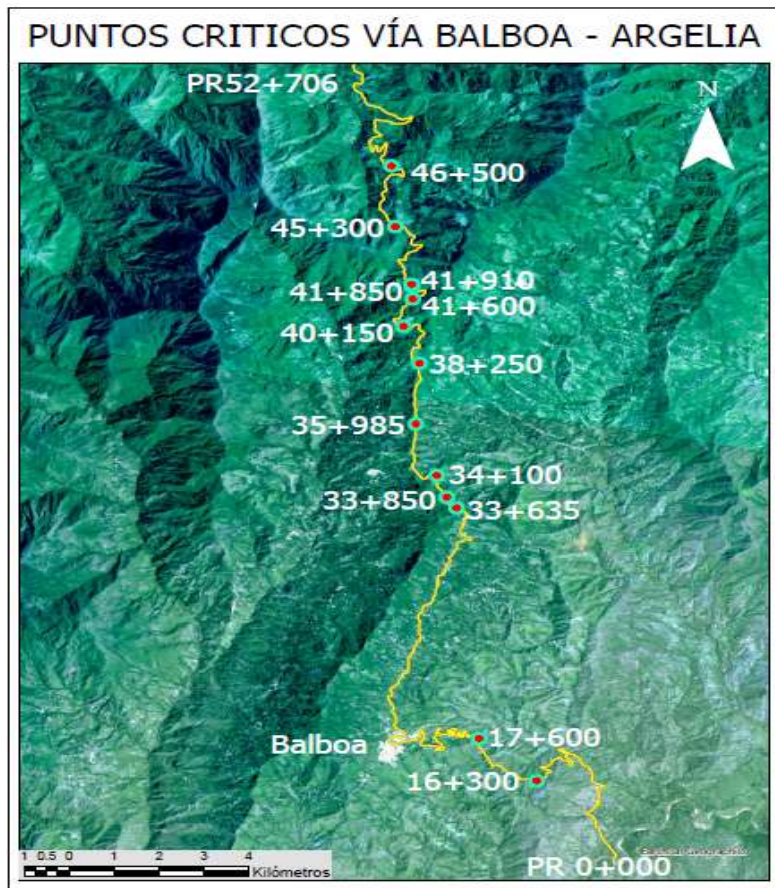 PUNTOS CRITICOS VÍA BALBOA - ARGELIA
PR52+706
N
46+500
45+300
41+910
41+850
41+600
40+150
38+250
35+985
34+100
33+850
33+635
Balboa
17+600
16+300
PR 0+000
1 0.5 0 1 2 3 4
Kilómetros